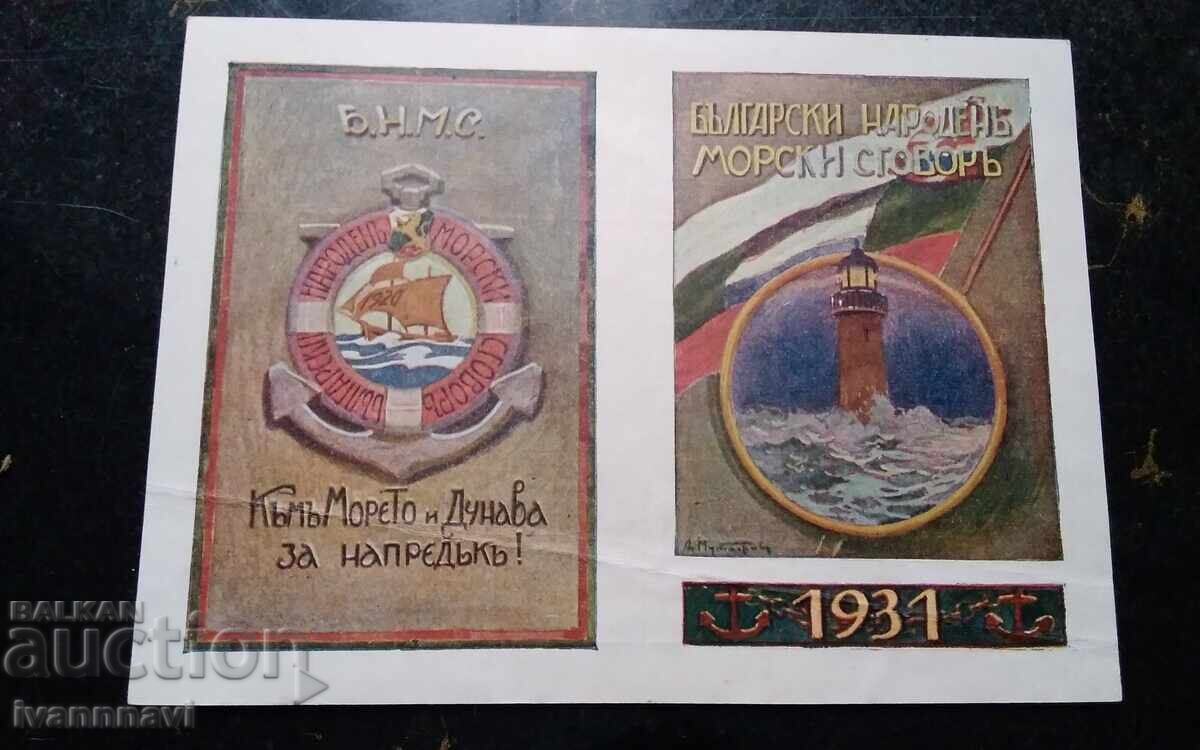 Б.Н.М.С.
БЪЛГАРСКИ НАРОДЕНЪ МОРСКИ СГОВОРЪ
1920
Къмъ Морето и Дунава
за напредъкъ!
БЪЛГАРСКИ НАРОДЕНЪ
МОРСКИ СГОВОРЪ
1931
BALKAN
auction
ivannnavi